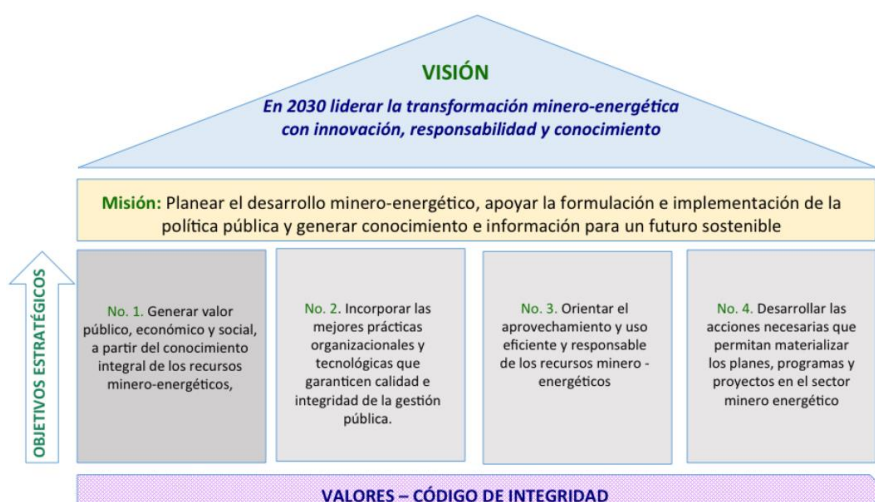 VISIÓN
En 2030 liderar la transformación minero-energética
con innovación, responsabilidad y conocimiento
Misión: Planear el desarrollo minero-energético, apoyar la formulación e implementación de la
política pública y generar conocimiento e información para un futuro sostenible
OBJETIVOS ESTRATÉGICOS
No. 1. Generar valor
público, económico y social,
a partir del conocimiento
integral de los recursos
minero-energéticos,
No. 2. Incorporar las
mejores prácticas
organizacionales y
tecnológicas que
garanticen calidad e
integridad de la gestión
pública.
No. 3. Orientar el
aprovechamiento y uso
eficiente y responsable
de los recursos minero -
energéticos
No. 4. Desarrollar las
acciones necesarias que
permitan materializar
los planes, programas y
proyectos en el sector
minero energético
VALORES – CÓDIGO DE INTEGRIDAD